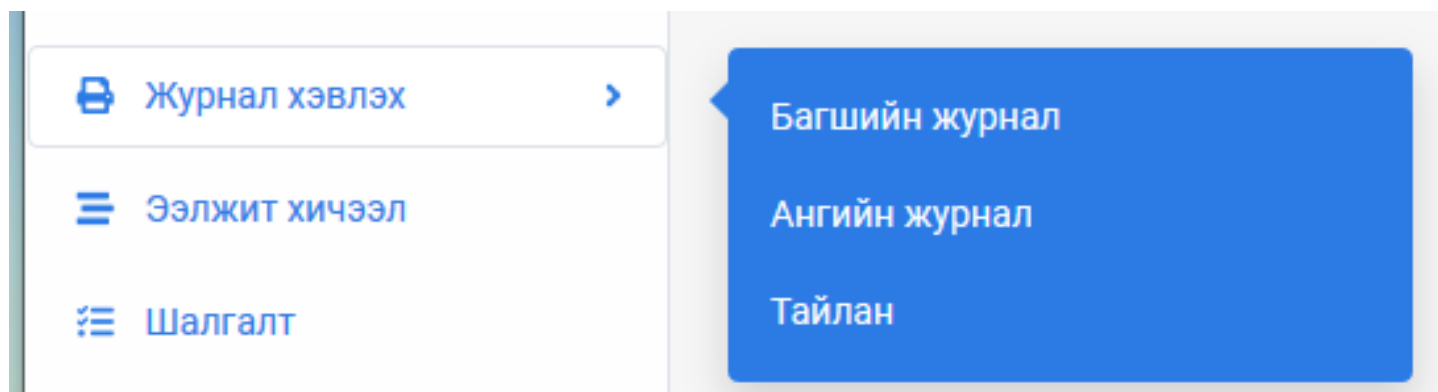 Журнал хэвлэх
Ээлжит хичээл
Шалгалт
Багшийн журнал
Ангийн журнал
Тайлан